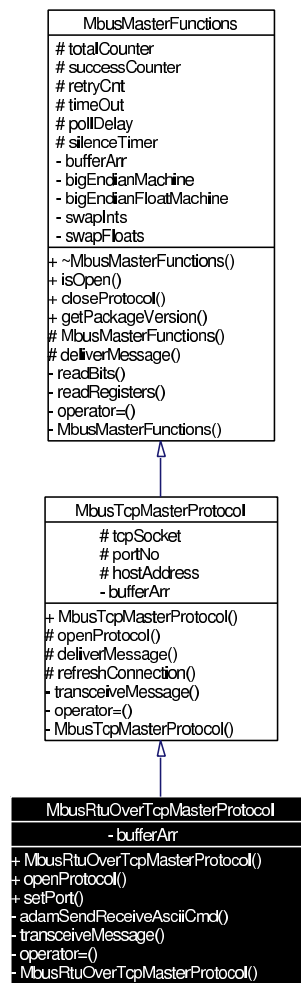 MbusMasterFunctions
# totalCounter
# successCounter
# retryCnt
# timeOut
# pollDelay
# silenceTimer
- bufferArr
- bigEndianMachine
- bigEndianFloatMachine
- swapInts
- swapFloats
+ ~MbusMasterFunctions()
+ isOpen()
+ closeProtocol()
+ getPackageVersion()
# MbusMasterFunctions()
# deliverMessage()
- readBits()
- readRegisters()
- operator=()
- MbusMasterFunctions()
MbusTcpMasterProtocol
# tcpSocket
# portNo
# hostAddress
- bufferArr
+ MbusTcpMasterProtocol()
# openProtocol()
# deliverMessage()
# refreshConnection()
- transceiveMessage()
- operator=()
- MbusTcpMasterProtocol()
MbusRtuOverTcpMasterProtocol
- bufferArr
+ MbusRtuOverTcpMasterProtocol()
+ openProtocol()
+ setPort()
- adamSendReceiveAsciiCmd()
- transceiveMessage()
- operator=()
- MbusRtuOverTcpMasterProtocol()